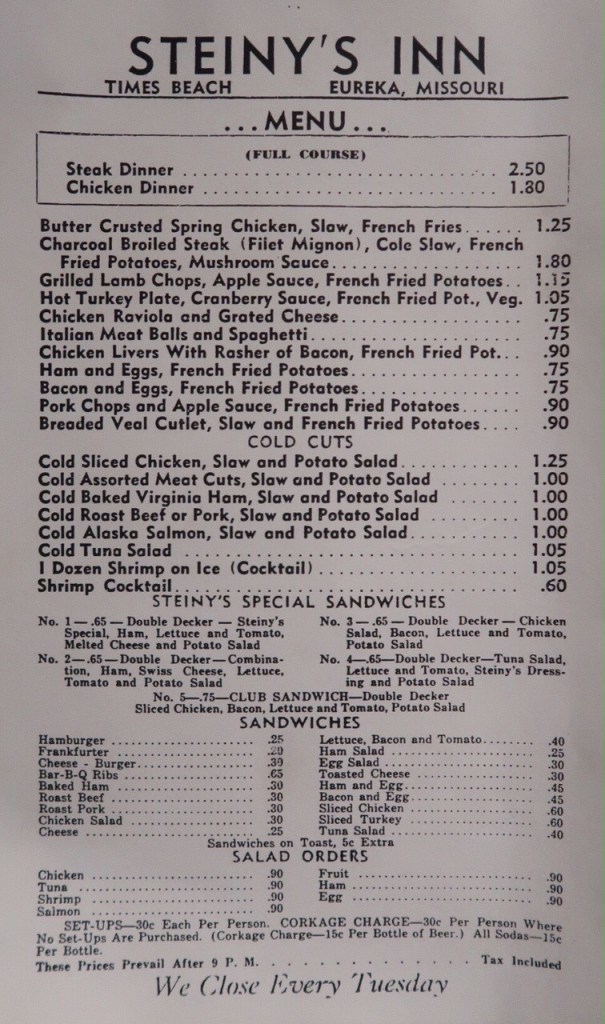 STEINY'S INN
TIMES BEACH EUREKA, MISSOURI
...MENU...
(FULL COURSE)
Steak Dinner 2.50
Chicken Dinner 1.80
Butter Crusted Spring Chicken, Slaw, French Fries 1.25
Charcoal Broiled Steak (Filet Mignon), Cole Slaw, French
Fried Potatoes, Mushroom Sauce 1.80
Grilled Lamb Chops, Apple Sauce, French Fried Potatoes 1.15
Hot Turkey Plate, Cranberry Sauce, French Fried Pot., Veg. 1.05
Chicken Raviola and Grated Cheese .75
Italian Meat Balls and Spaghetti .75
Chicken Livers With Rasher of Bacon, French Fried Pot. .90
Ham and Eggs, French Fried Potatoes .75
Bacon and Eggs, French Fried Potatoes .75
Pork Chops and Apple Sauce, French Fried Potatoes .90
Breaded Veal Cutlet, Slaw and French Fried Potatoes .90
COLD CUTS
Cold Sliced Chicken, Slaw and Potato Salad 1.25
Cold Assorted Meat Cuts, Slaw and Potato Salad 1.00
Cold Baked Virginia Ham, Slaw and Potato Salad 1.00
Cold Roast Beef or Pork, Slaw and Potato Salad 1.00
Cold Alaska Salmon, Slaw and Potato Salad 1.00
Cold Tuna Salad 1.05
1 Dozen Shrimp on Ice (Cocktail) 1.05
Shrimp Cocktail .60
STEINY'S SPECIAL SANDWICHES
No. 1—.65—Double Decker—Steiny's
Special, Ham, Lettuce and Tomato,
Melted Cheese and Potato Salad
No. 2—.65—Double Decker—Combina-
tion, Ham, Swiss Cheese, Lettuce,
Tomato and Potato Salad
No. 3—.65—Double Decker—Chicken
Salad, Bacon, Lettuce and Tomato,
Potato Salad
No. 4—.65—Double Decker—Tuna Salad,
Lettuce and Tomato, Steiny's Dress-
ing and Potato Salad
No. 5—.75—CLUB SANDWICH—Double Decker
Sliced Chicken, Bacon, Lettuce and Tomato, Potato Salad
SANDWICHES
Hamburger .25
Frankfurter .20
Cheese - Burger .30
Bar-B-Q Ribs .65
Baked Ham .30
Roast Beef .30
Roast Pork .30
Chicken Salad .30
Cheese .25
Lettuce, Bacon and Tomato .40
Ham Salad .25
Egg Salad .30
Toasted Cheese .30
Ham and Egg .45
Bacon and Egg .45
Sliced Chicken .60
Sliced Turkey .60
Tuna Salad .40
Sandwiches on Toast, 5c Extra
SALAD ORDERS
Chicken .90
Tuna .90
Shrimp .90
Salmon .90
Fruit .90
Ham .90
Egg .90
SET-UPS—30c Each Per Person. CORKAGE CHARGE—30c Per Person Where
No Set-Ups Are Purchased. (Corkage Charge—15c Per Bottle of Beer.) All Sodas—15c
Per Bottle.
These Prices Prevail After 9 P. M. Tax Included
We Close Every Tuesday